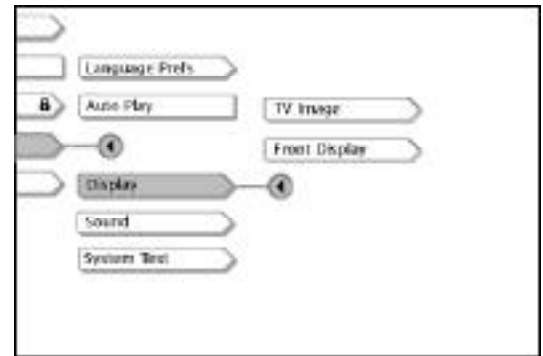 Language Prefs
Auto Play
TV Image
Front Display
Display
Sound
System Test